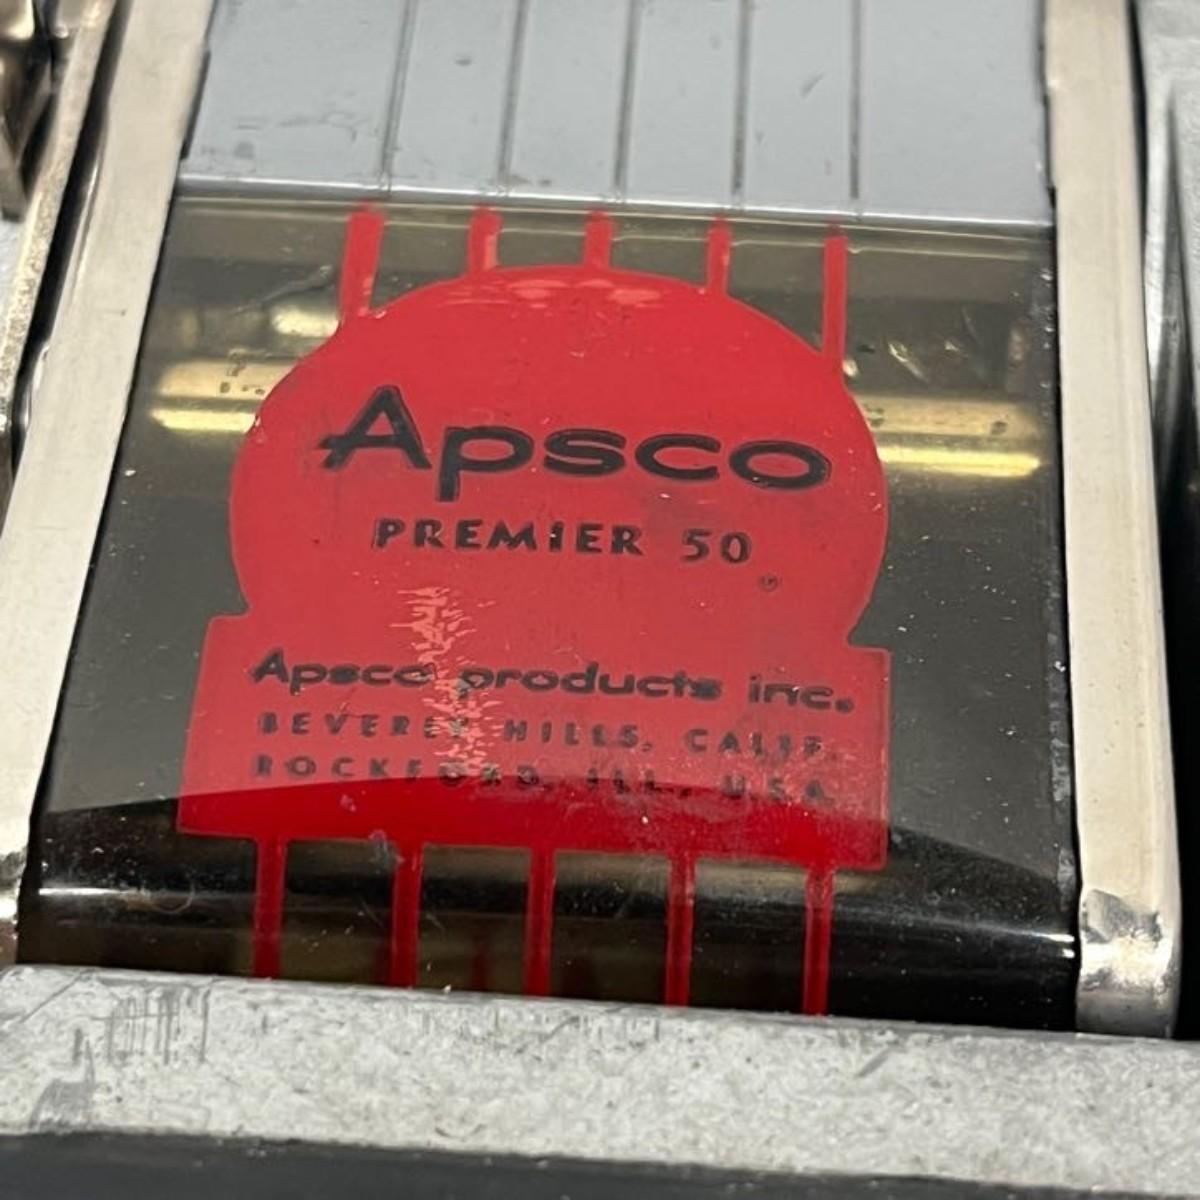 Apsco
PREMIER 50
®
Apsco products inc.
BEVERLY HILLS, CALIF.
ROCKFORD, ILL., U.S.A.